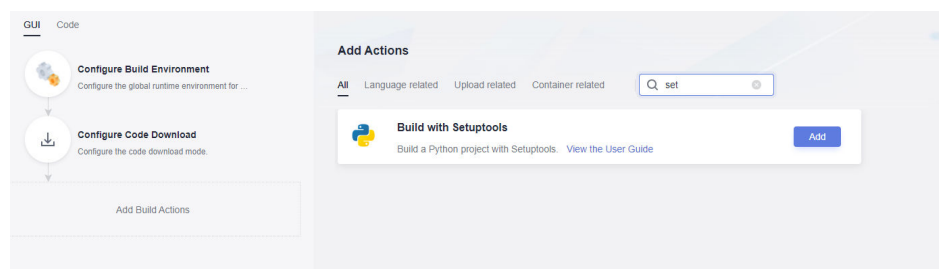 GUI Code
Configure Build Environment
Configure the global runtime environment for ...
Configure Code Download
Configure the code download mode.
Add Build Actions
Add Actions
All Language related Upload related Container related set
Build with Setuptools
Build a Python project with Setuptools. View the User Guide
Add